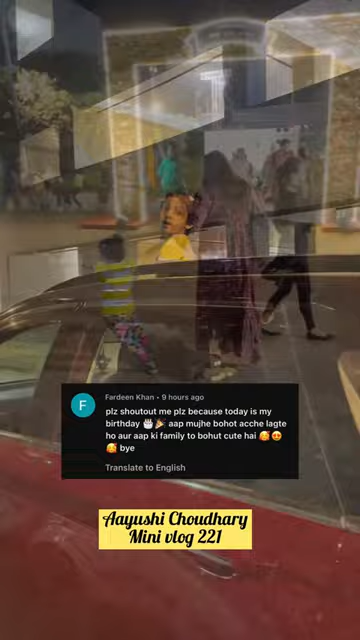 Fardeen Khan • 9 hours ago
F
plz shoutout me plz because today is my
birthday 🎂🎉 aap mujhe bohot acche lagte
ho aur aap ki family to bohut cute hai 🥰😍
🥰 bye
Translate to English
Aayushi Choudhary
Mini vlog 221